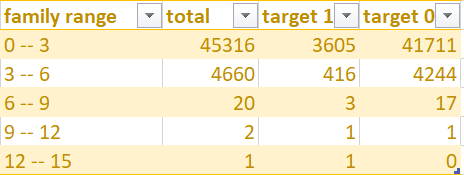 family range total target 1 target 0
0 -- 3 45316 3605 41711
3 -- 6 4660 416 4244
6 -- 9 20 3 17
9 -- 12 2 1 1
12 -- 15 1 1 0